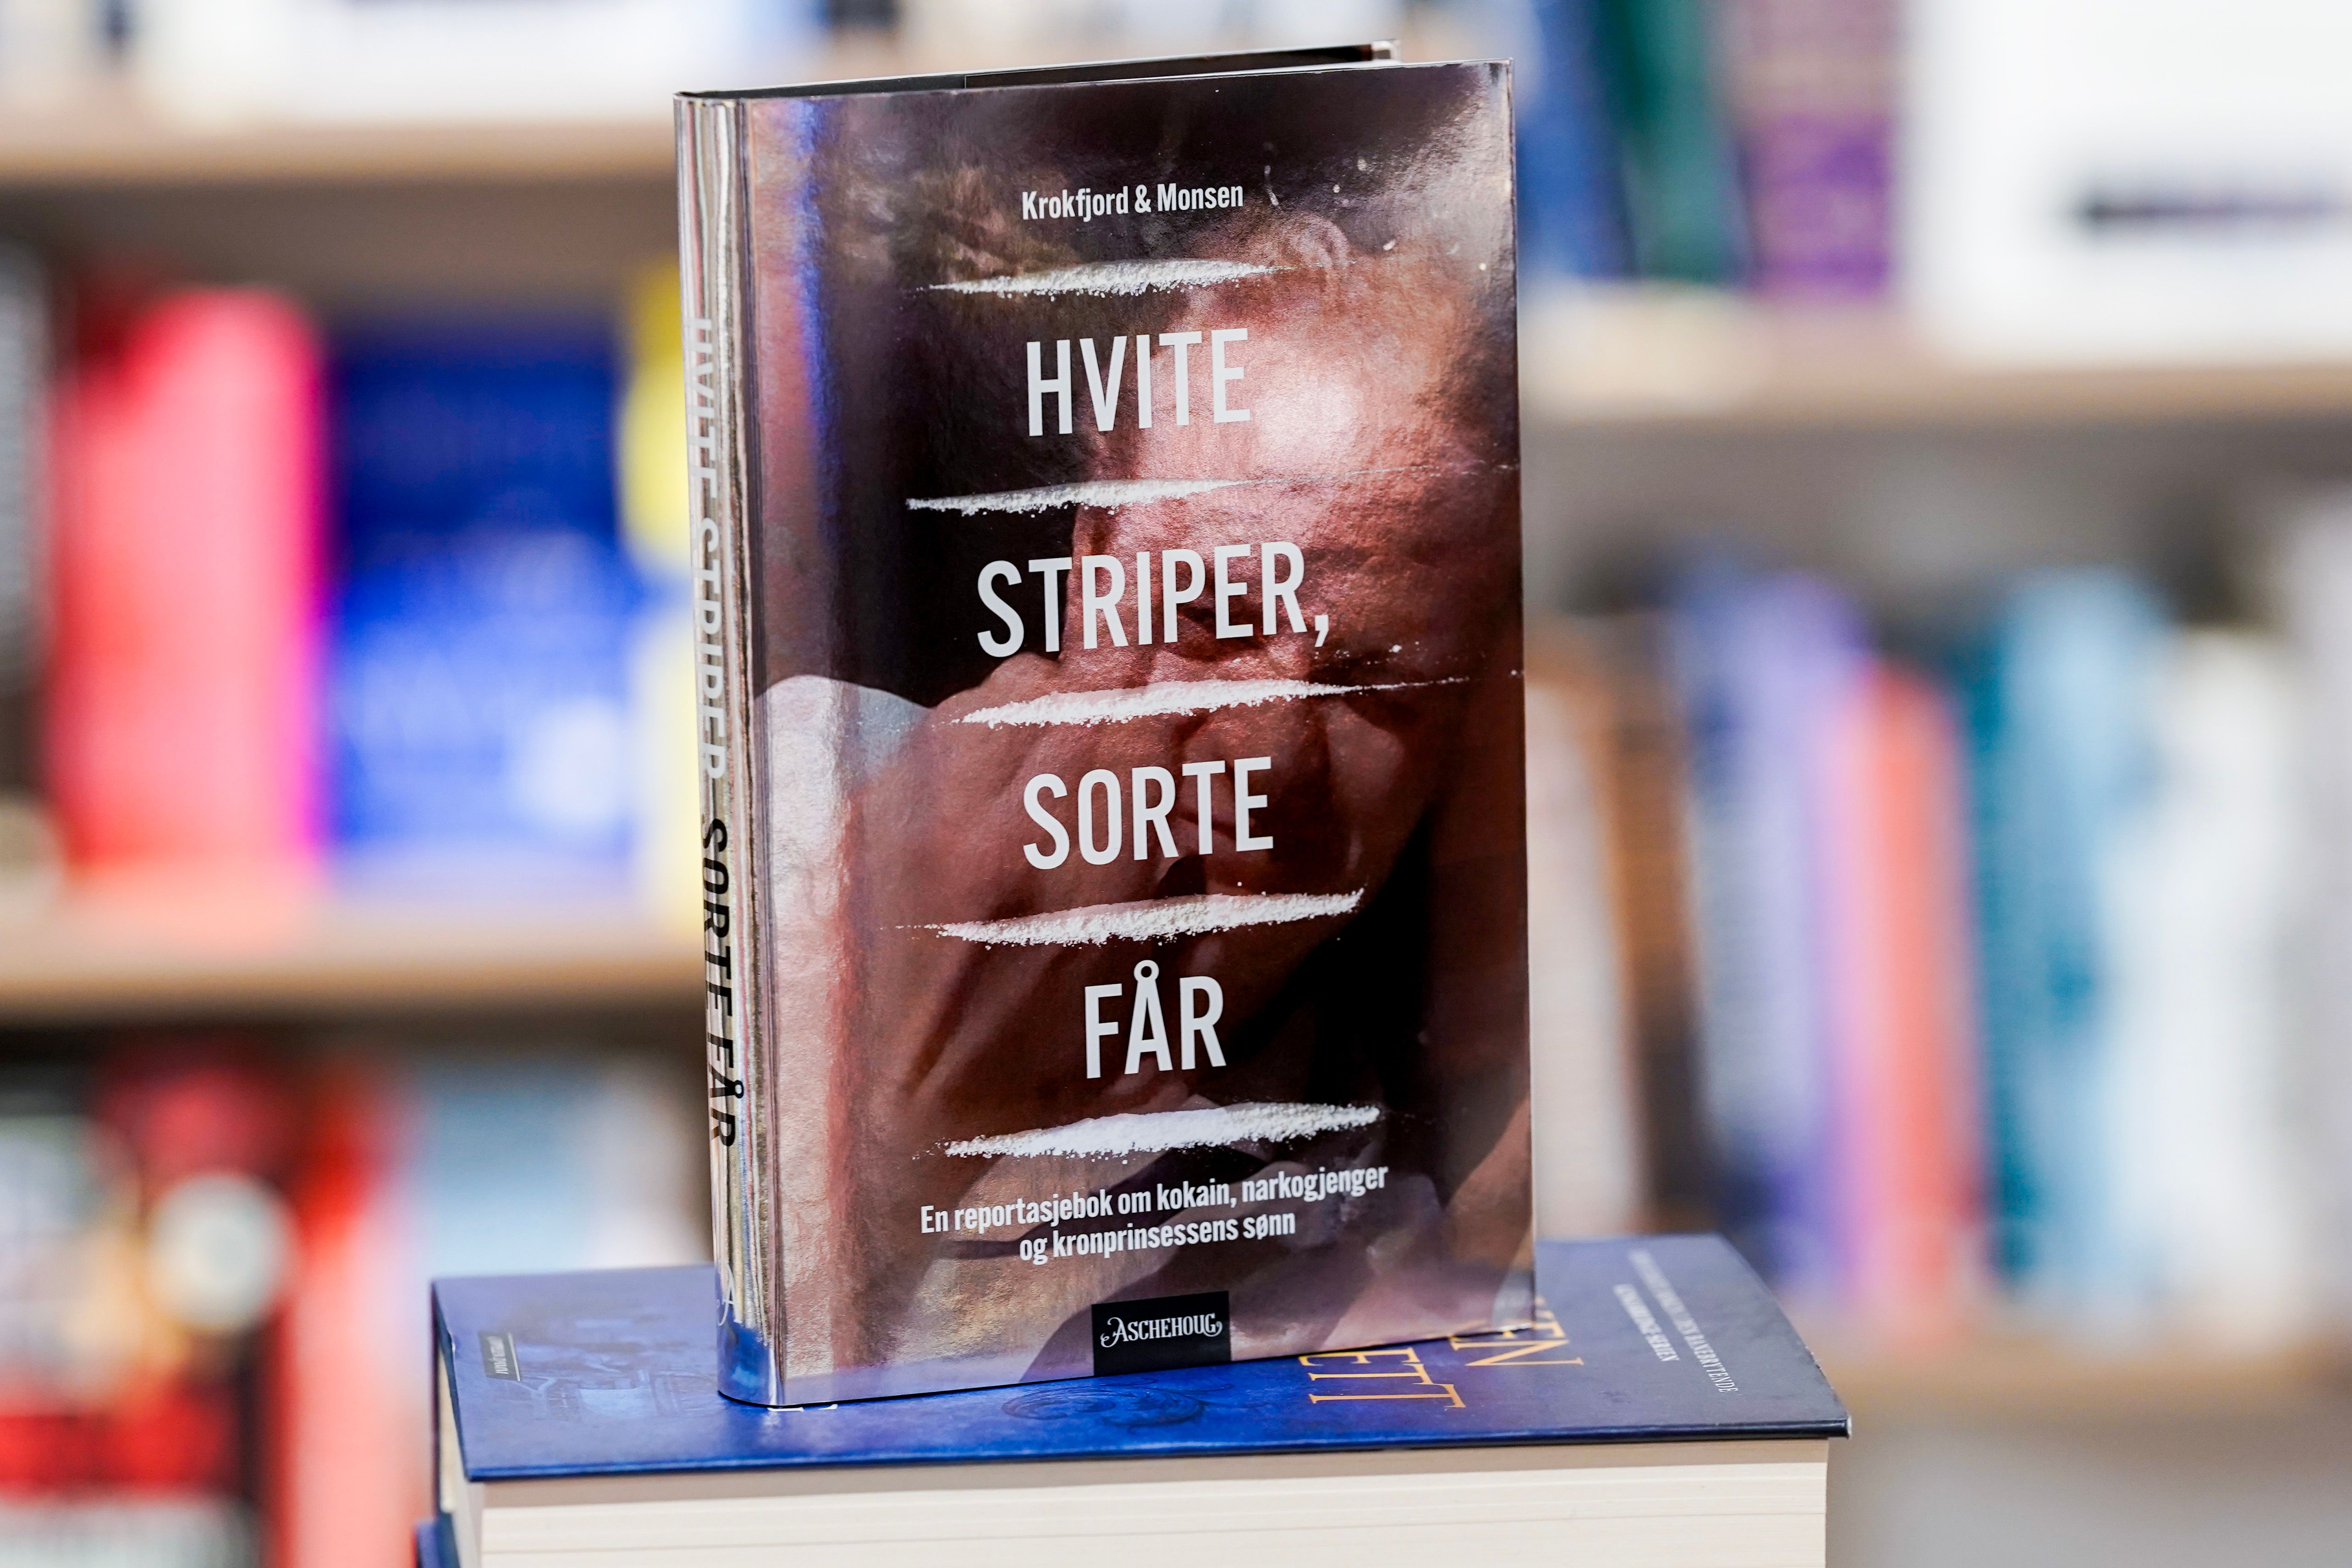 Krokfjord & Monsen
HVITE
STRIPER,
SORTE
FÅR
En reportasjebok om kokain, narkogjenger
og kronprinsessens sønn
ASCHEHOUG
HVITE STRIPER SORTE FÅR
ETT